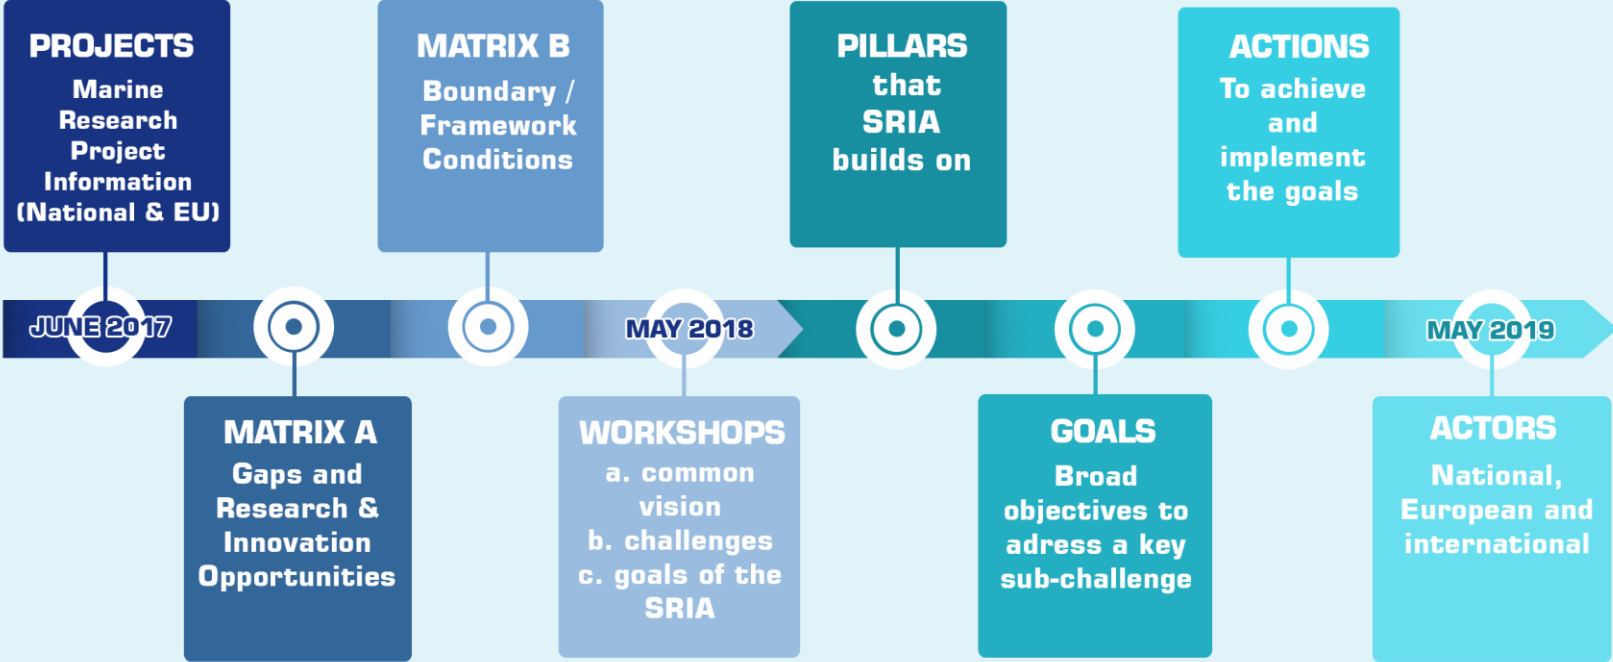 PROJECTS
Marine
Research
Project
Information
(National & EU)
MATRIX B
Boundary /
Framework
Conditions
PILLARS
that
SRIA
builds on
ACTIONS
To achieve
and
implement
the goals
JUNE 2017
MAY 2018
MAY 2019
MATRIX A
Gaps and
Research &
Innovation
Opportunities
WORKSHOPS
a. common
vision
b. challenges
c. goals of the
SRIA
GOALS
Broad
objectives to
adress a key
sub-challenge
ACTORS
National,
European and
international